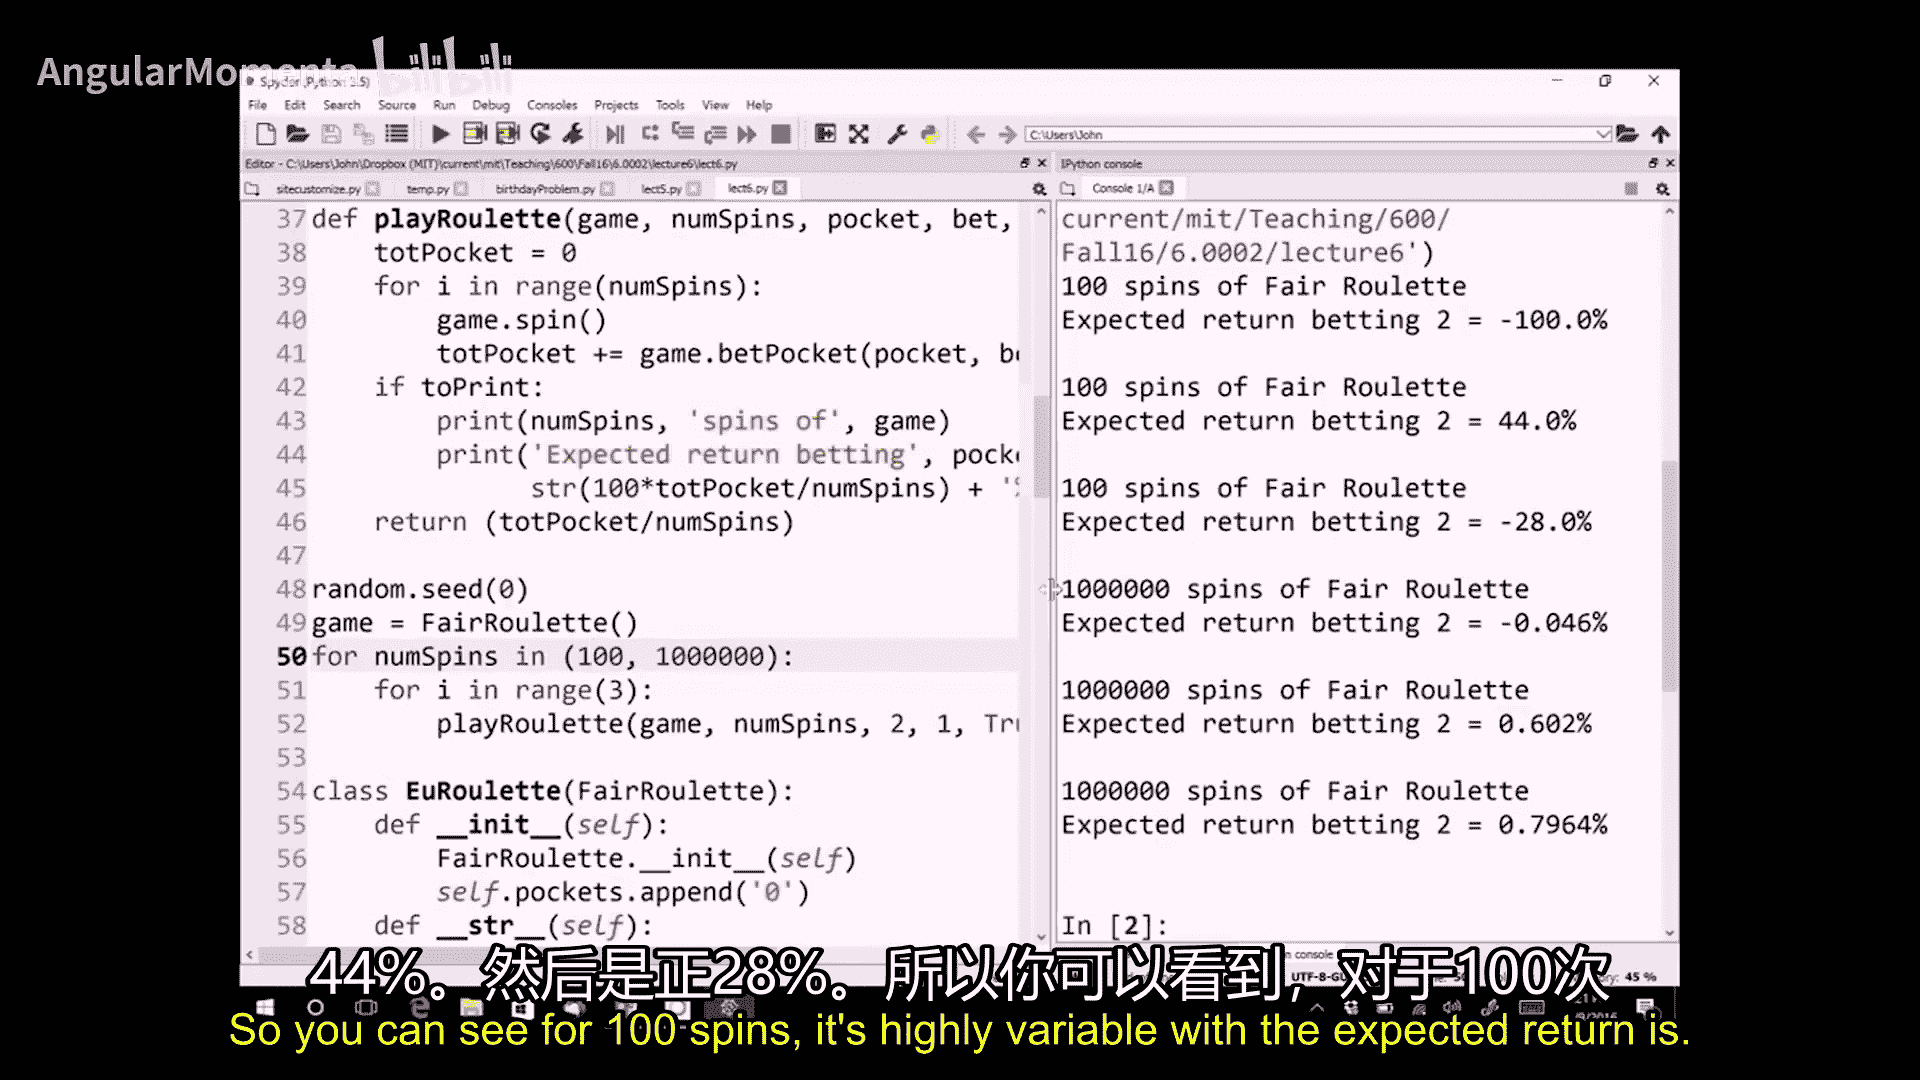 AngularMomenta bilibili
Spyder (Python 3.5)
File Edit Search Source Run Debug Consoles Projects Tools View Help
C:\Users\John
Editor - C:\Users\John\Dropbox (MIT)\current\mit\Teaching\600\Fall16\6.0002\lecture6\lect6.py
sitecustomize.py temp.py birthdayProblem.py lect5.py lect6.py
37 def playRoulette(game, numSpins, pocket, bet,
38 totPocket = 0
39 for i in range(numSpins):
40 game.spin()
41 totPocket += game.betPocket(pocket, b
42 if toPrint:
43 print(numSpins, 'spins of', game)
44 print('Expected return betting', pock
45 str(100*totPocket/numSpins) + '
46 return (totPocket/numSpins)
47
48 random.seed(0)
49 game = FairRoulette()
50 for numSpins in (100, 1000000):
51 for i in range(3):
52 playRoulette(game, numSpins, 2, 1, Tr
53
54 class EuRoulette(FairRoulette):
55 def __init__(self):
56 FairRoulette.__init__(self)
57 self.pockets.append('0')
58 def __str__(self):
IPython console
Console 1/A
current/mit/Teaching/600/
Fall16/6.0002/lecture6')
100 spins of Fair Roulette
Expected return betting 2 = -100.0%
100 spins of Fair Roulette
Expected return betting 2 = 44.0%
100 spins of Fair Roulette
Expected return betting 2 = -28.0%
1000000 spins of Fair Roulette
Expected return betting 2 = -0.046%
1000000 spins of Fair Roulette
Expected return betting 2 = 0.602%
1000000 spins of Fair Roulette
Expected return betting 2 = 0.7964%
In [2]:
console
UTF-8-GU
45 %
44%。然后是正28%。所以你可以看到，对于100次
So you can see for 100 spins, it's highly variable with the expected return is.